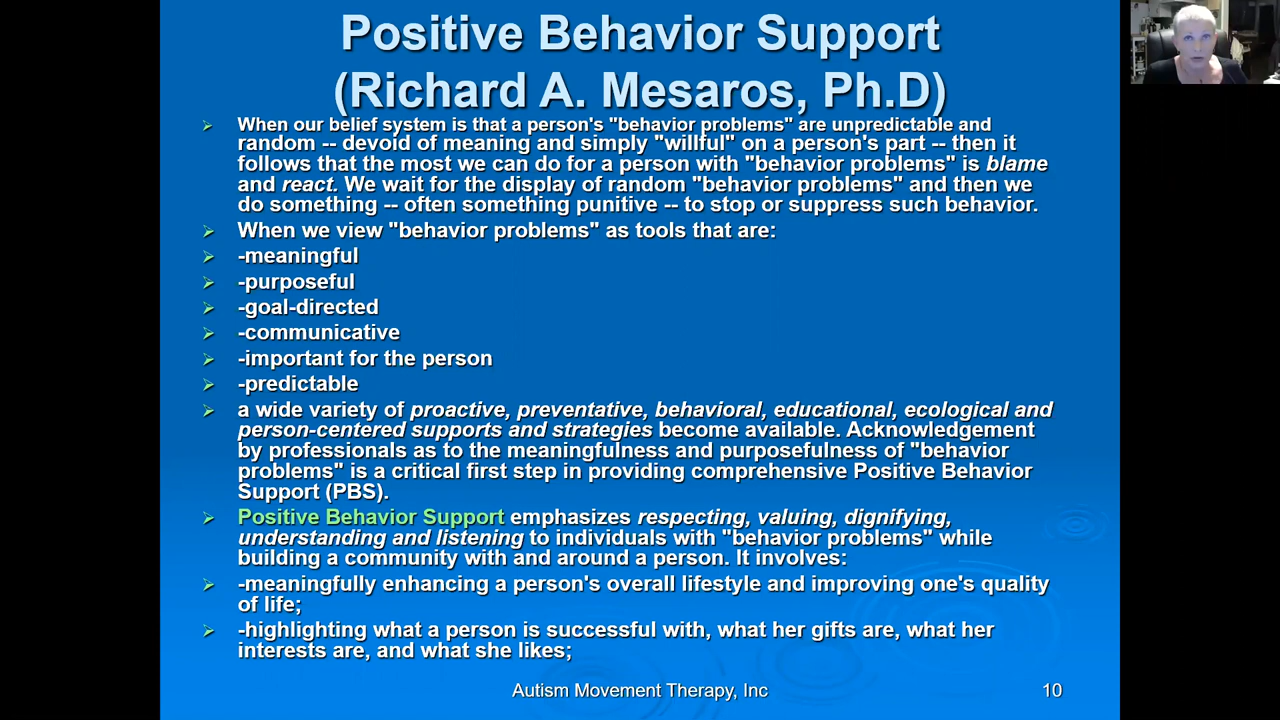 Positive Behavior Support
(Richard A. Mesaros, Ph.D)
When our belief system is that a person's "behavior problems" are unpredictable and
random -- devoid of meaning and simply "willful" on a person's part -- then it
follows that the most we can do for a person with "behavior problems" is blame
and react. We wait for the display of random "behavior problems" and then we
do something -- often something punitive -- to stop or suppress such behavior.
When we view "behavior problems" as tools that are:
-meaningful
-purposeful
-goal-directed
-communicative
-important for the person
-predictable
a wide variety of proactive, preventative, behavioral, educational, ecological and
person-centered supports and strategies become available. Acknowledgement
by professionals as to the meaningfulness and purposefulness of "behavior
problems" is a critical first step in providing comprehensive Positive Behavior
Support (PBS).
Positive Behavior Support emphasizes respecting, valuing, dignifying,
understanding and listening to individuals with "behavior problems" while
building a community with and around a person. It involves:
-meaningfully enhancing a person's overall lifestyle and improving one's quality
of life;
-highlighting what a person is successful with, what her gifts are, what her
interests are, and what she likes;
Autism Movement Therapy, Inc
10